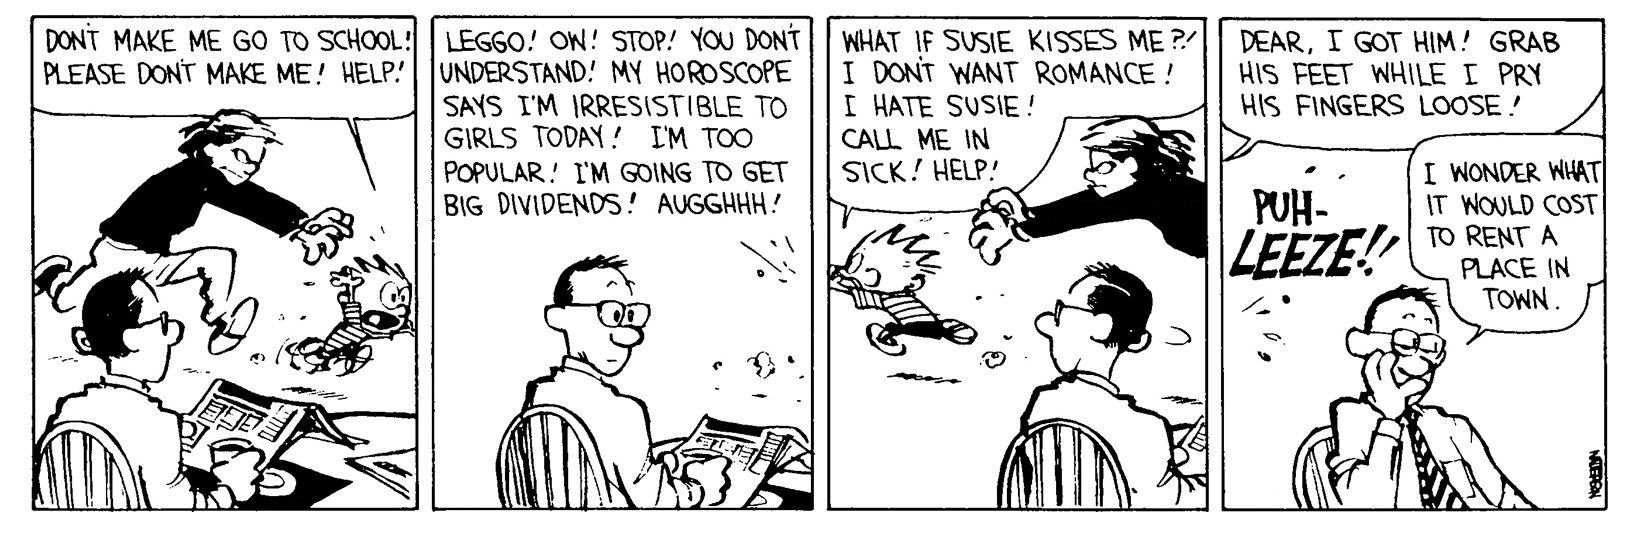 DON'T MAKE ME GO TO SCHOOL!
PLEASE DON'T MAKE ME! HELP!
LEGGO! OW! STOP! YOU DON'T
UNDERSTAND! MY HOROSCOPE
SAYS I'M IRRESISTIBLE TO
GIRLS TODAY! I'M TOO
POPULAR! I'M GOING TO GET
BIG DIVIDENDS! AUGGHHH!
WHAT IF SUSIE KISSES ME?!
I DON'T WANT ROMANCE!
I HATE SUSIE!
CALL ME IN
SICK! HELP!
DEAR, I GOT HIM! GRAB
HIS FEET WHILE I PRY
HIS FINGERS LOOSE!
PUH-
LEEZE!!
I WONDER WHAT
IT WOULD COST
TO RENT A
PLACE IN
TOWN.